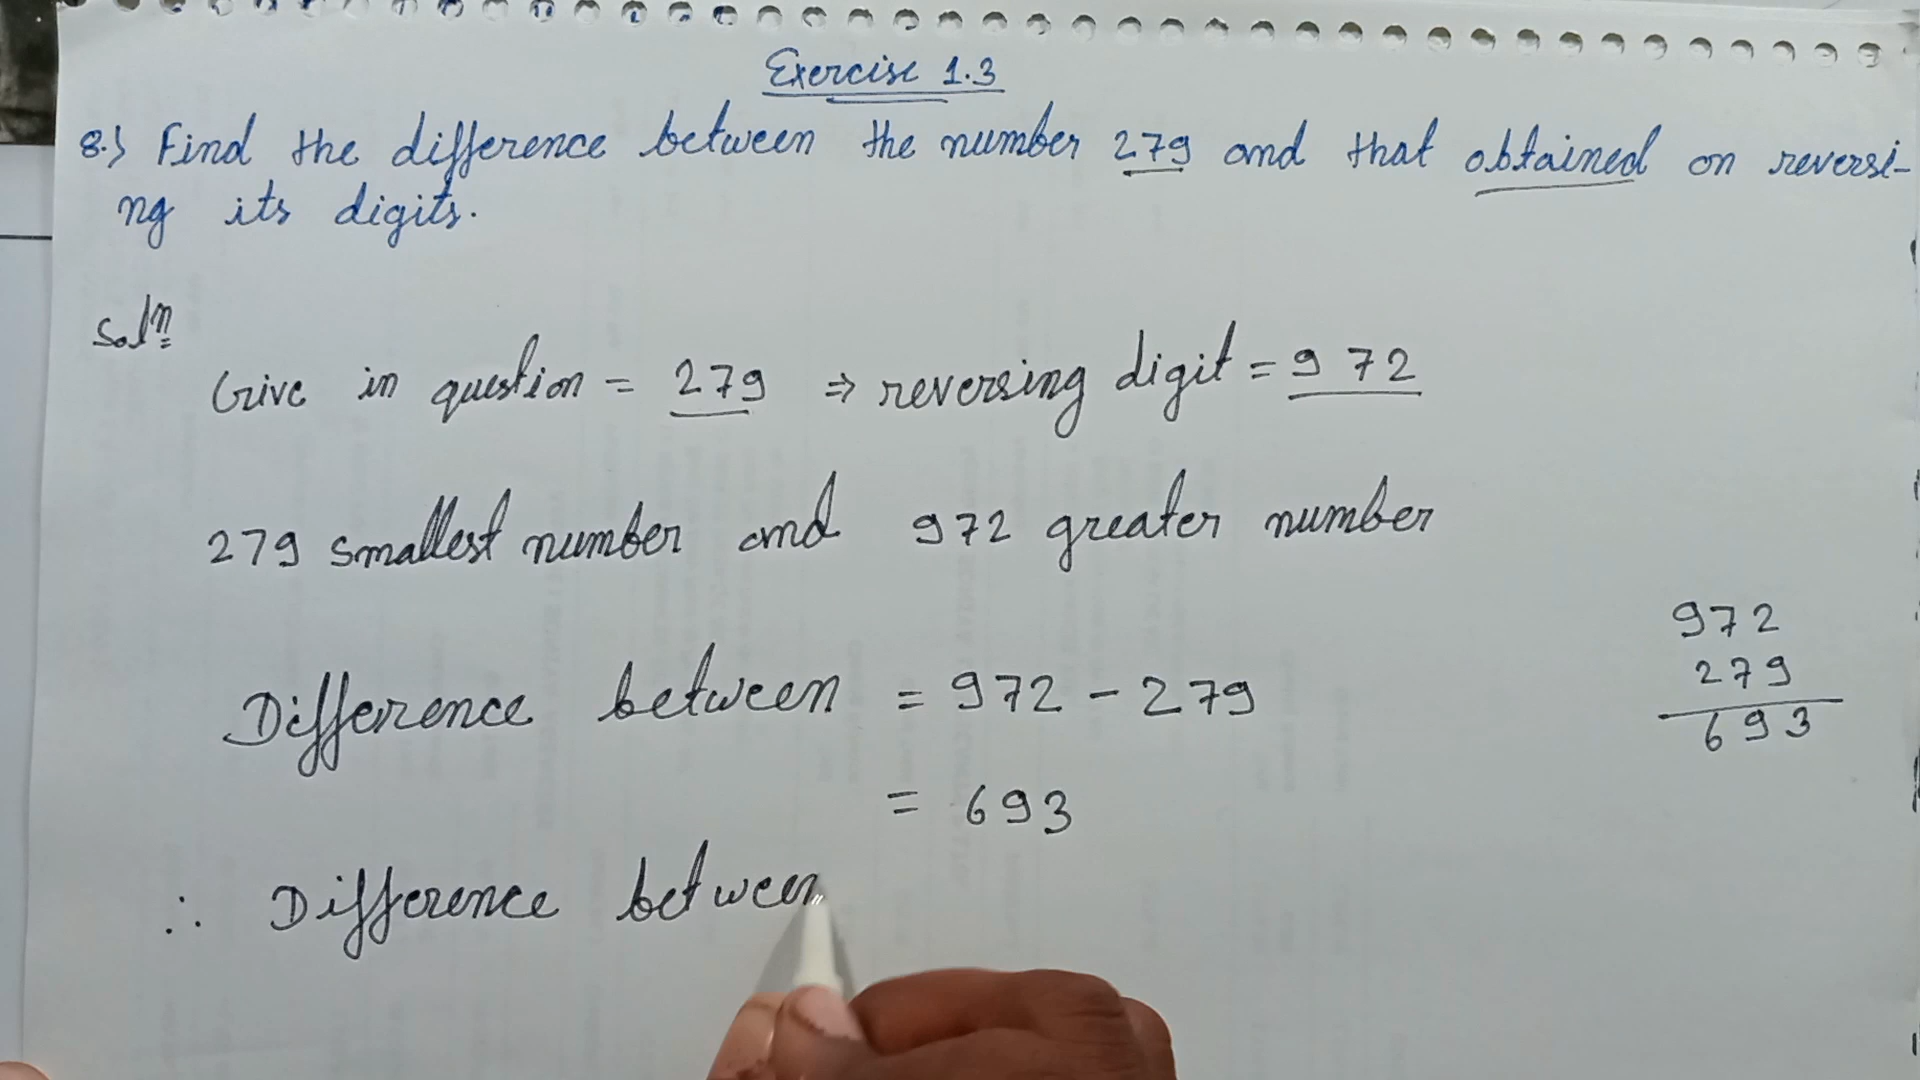 Exercise 1.3
8.) Find the difference between the number 279 and that obtained on reversi-
ng its digits.
Solⁿ
Give in question = 279 ⇒ reversing digit = 972
279 smallest number and 972 greater number
972
279
693
Difference between = 972 - 279
= 693
∴ Difference between